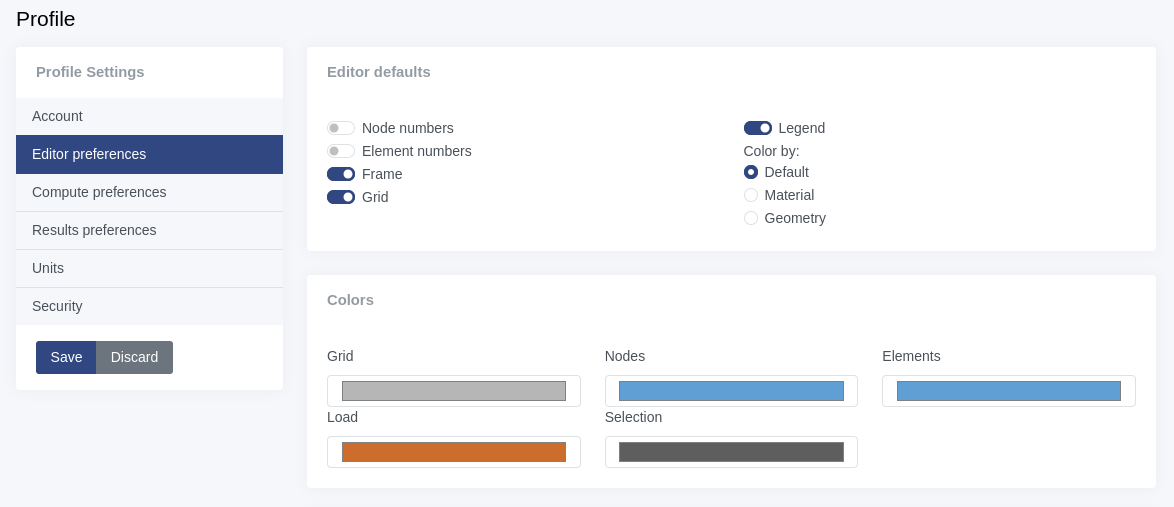 Profile
Profile Settings
Account
Editor preferences
Compute preferences
Results preferences
Units
Security
Save Discard
Editor defaults
Node numbers
Element numbers
Frame
Grid
Legend
Color by:
Default
Material
Geometry
Colors
Grid Nodes Elements
Load Selection